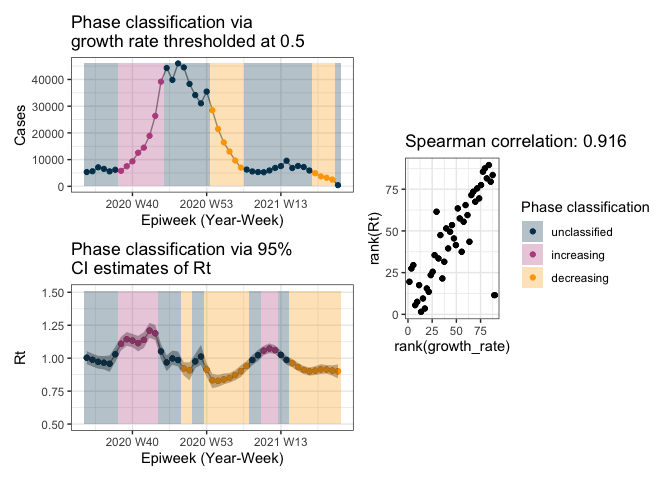 Phase classification via
growth rate thresholded at 0.5
40000
30000
20000
10000
0
Cases
2020 W40
2020 W53
2021 W13
Epiweek (Year-Week)
Phase classification via 95%
CI estimates of Rt
1.50
1.25
1.00
0.75
0.50
Rt
2020 W40
2020 W53
2021 W13
Epiweek (Year-Week)
Spearman correlation: 0.916
75
50
25
0
rank(Rt)
0
25
50
75
rank(growth_rate)
Phase classification
unclassified
increasing
decreasing